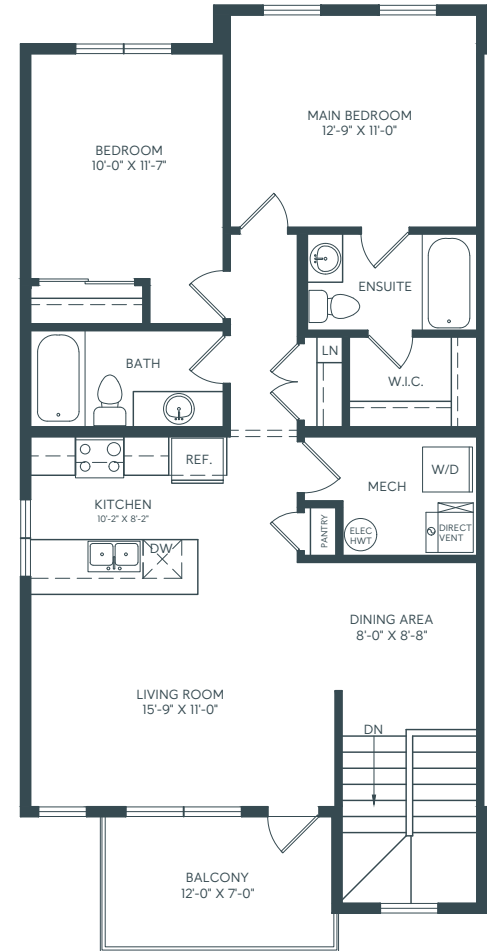 MAIN BEDROOM
12'-9" X 11'-0"
BEDROOM
10'-0" X 11'-7"
ENSUITE
BATH
LN
W.I.C.
REF.
W/D
MECH
KITCHEN
10'-2" X 8'-2"
PANTRY
ELEC
HWT
DIRECT
VENT
DW
DINING AREA
8'-0" X 8'-8"
LIVING ROOM
15'-9" X 11'-0"
DN
BALCONY
12'-0" X 7'-0"